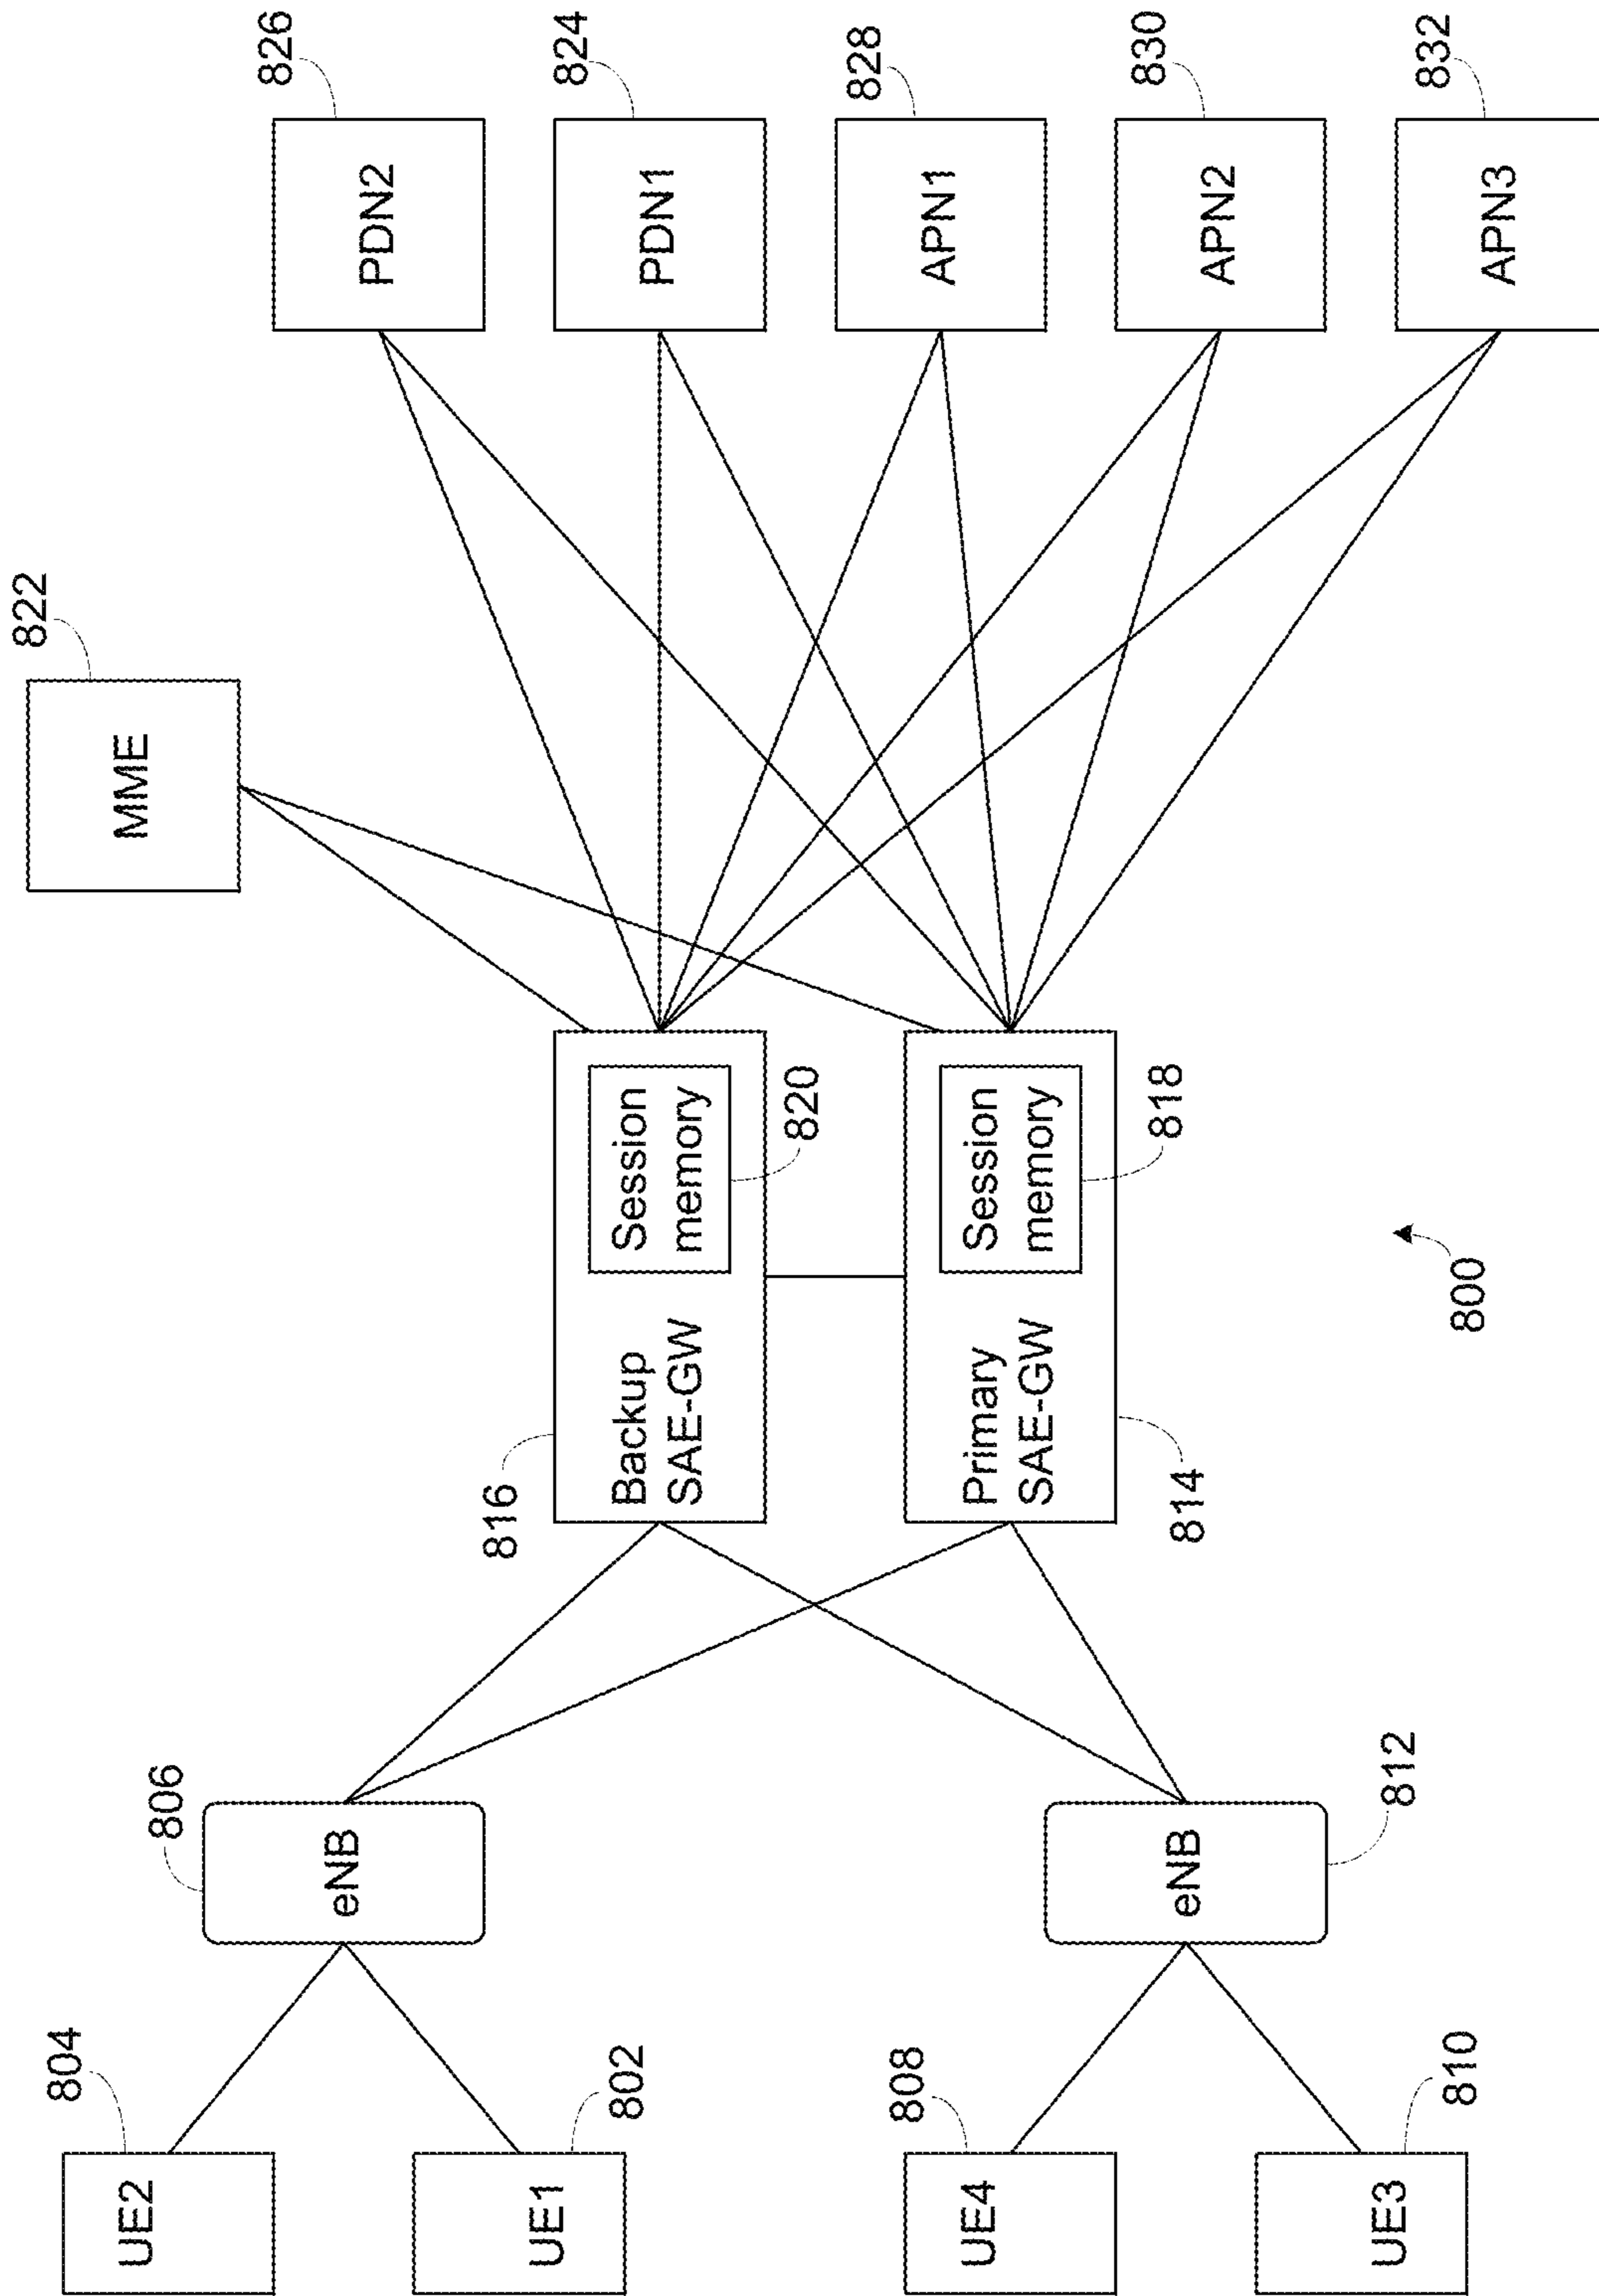 804
UE2
802
UE1
808
UE4
810
UE3
806
eNB
812
eNB
816
Backup
SAE-GW
Session
memory
820
814
Primary
SAE-GW
Session
memory
818
800
822
MME
826
PDN2
824
PDN1
828
APN1
830
APN2
832
APN3